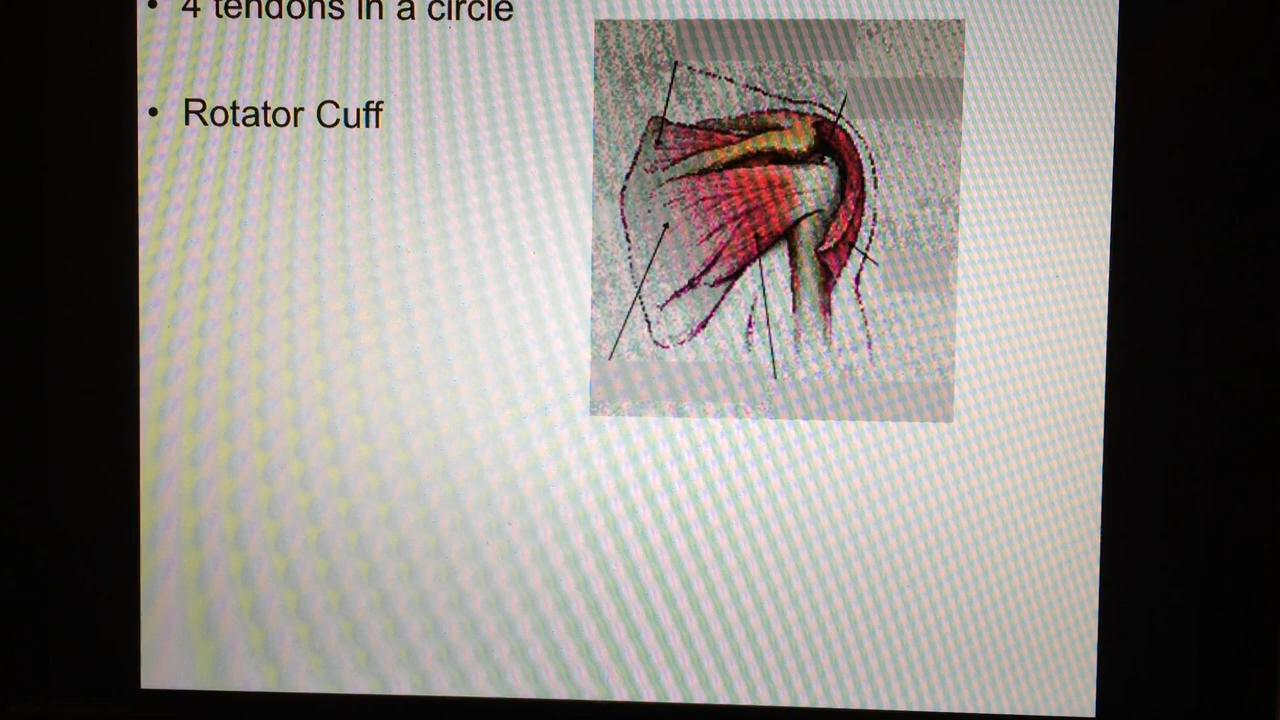 • 4 tendons in a circle
• Rotator Cuff